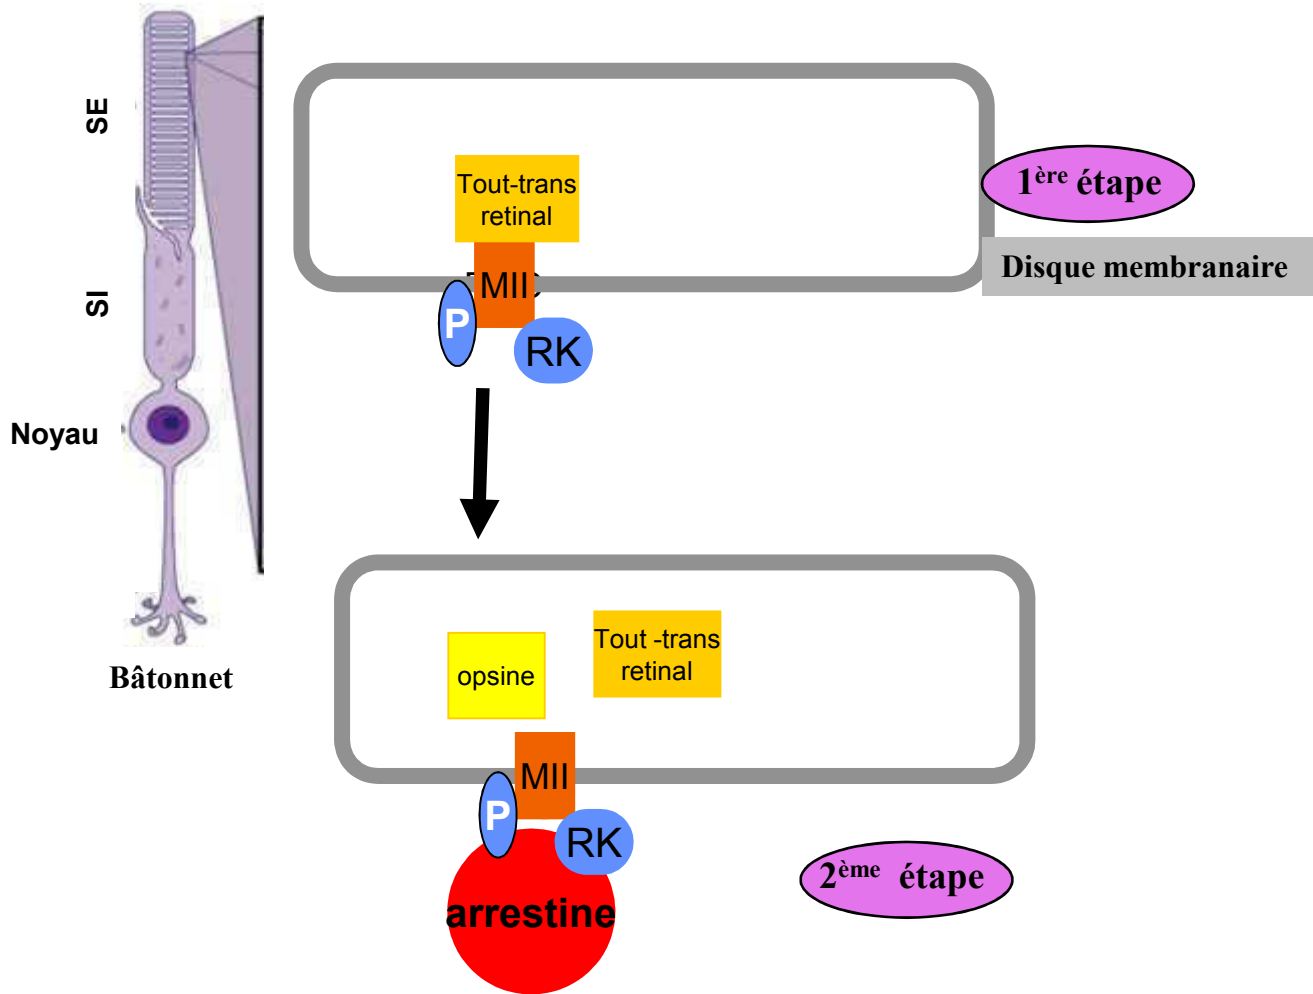 SE
SI
Noyau
Bâtonnet
Tout-trans
retinal
MII
P
RK
1ère étape
Disque membranaire
opsine
Tout -trans
retinal
MII
P
RK
arrestine
2ème étape